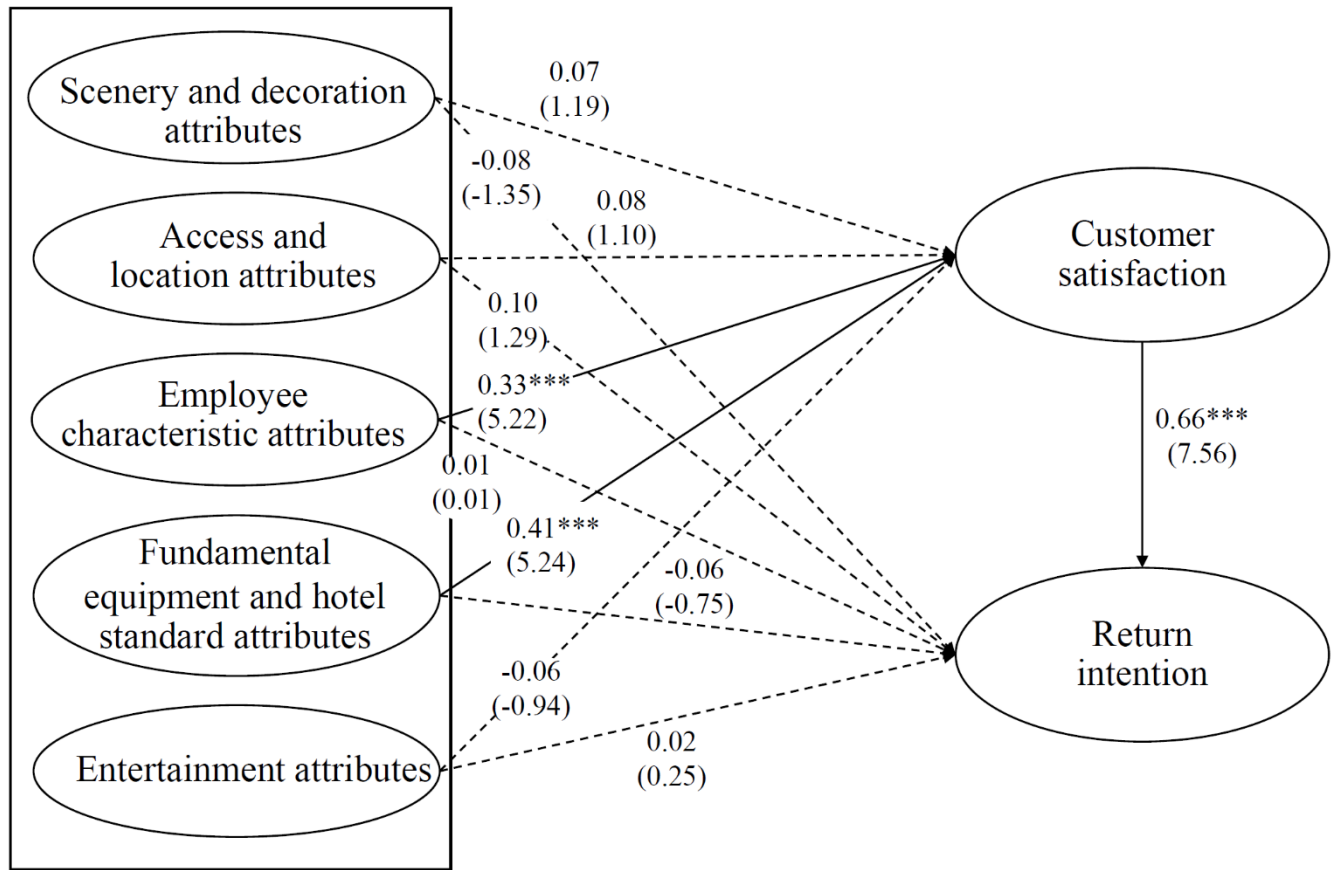 Scenery and decoration
attributes
Access and
location attributes
Employee
characteristic attributes
Fundamental
equipment and hotel
standard attributes
Entertainment attributes
0.07
(1.19)
-0.08
(-1.35)
0.08
(1.10)
0.10
(1.29)
0.33***
(5.22)
0.01
(0.01)
0.41***
(5.24)
-0.06
(-0.75)
-0.06
(-0.94)
0.02
(0.25)
Customer
satisfaction
0.66***
(7.56)
Return
intention